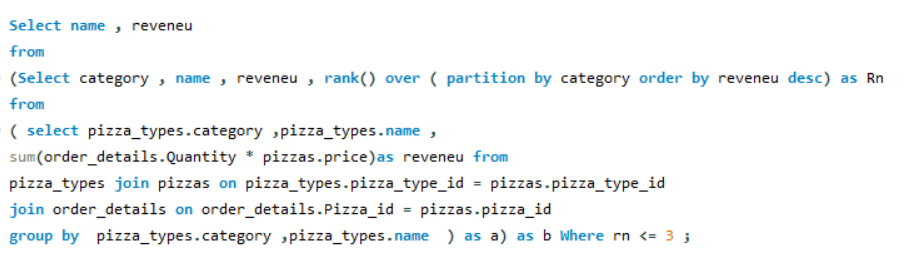 Select name , reveneu
from
(Select category , name , reveneu , rank() over ( partition by category order by reveneu desc) as Rn
from
( select pizza_types.category ,pizza_types.name ,
sum(order_details.Quantity * pizzas.price)as reveneu from
pizza_types join pizzas on pizza_types.pizza_type_id = pizzas.pizza_type_id
join order_details on order_details.Pizza_id = pizzas.pizza_id
group by  pizza_types.category ,pizza_types.name  ) as a) as b Where rn <= 3 ;